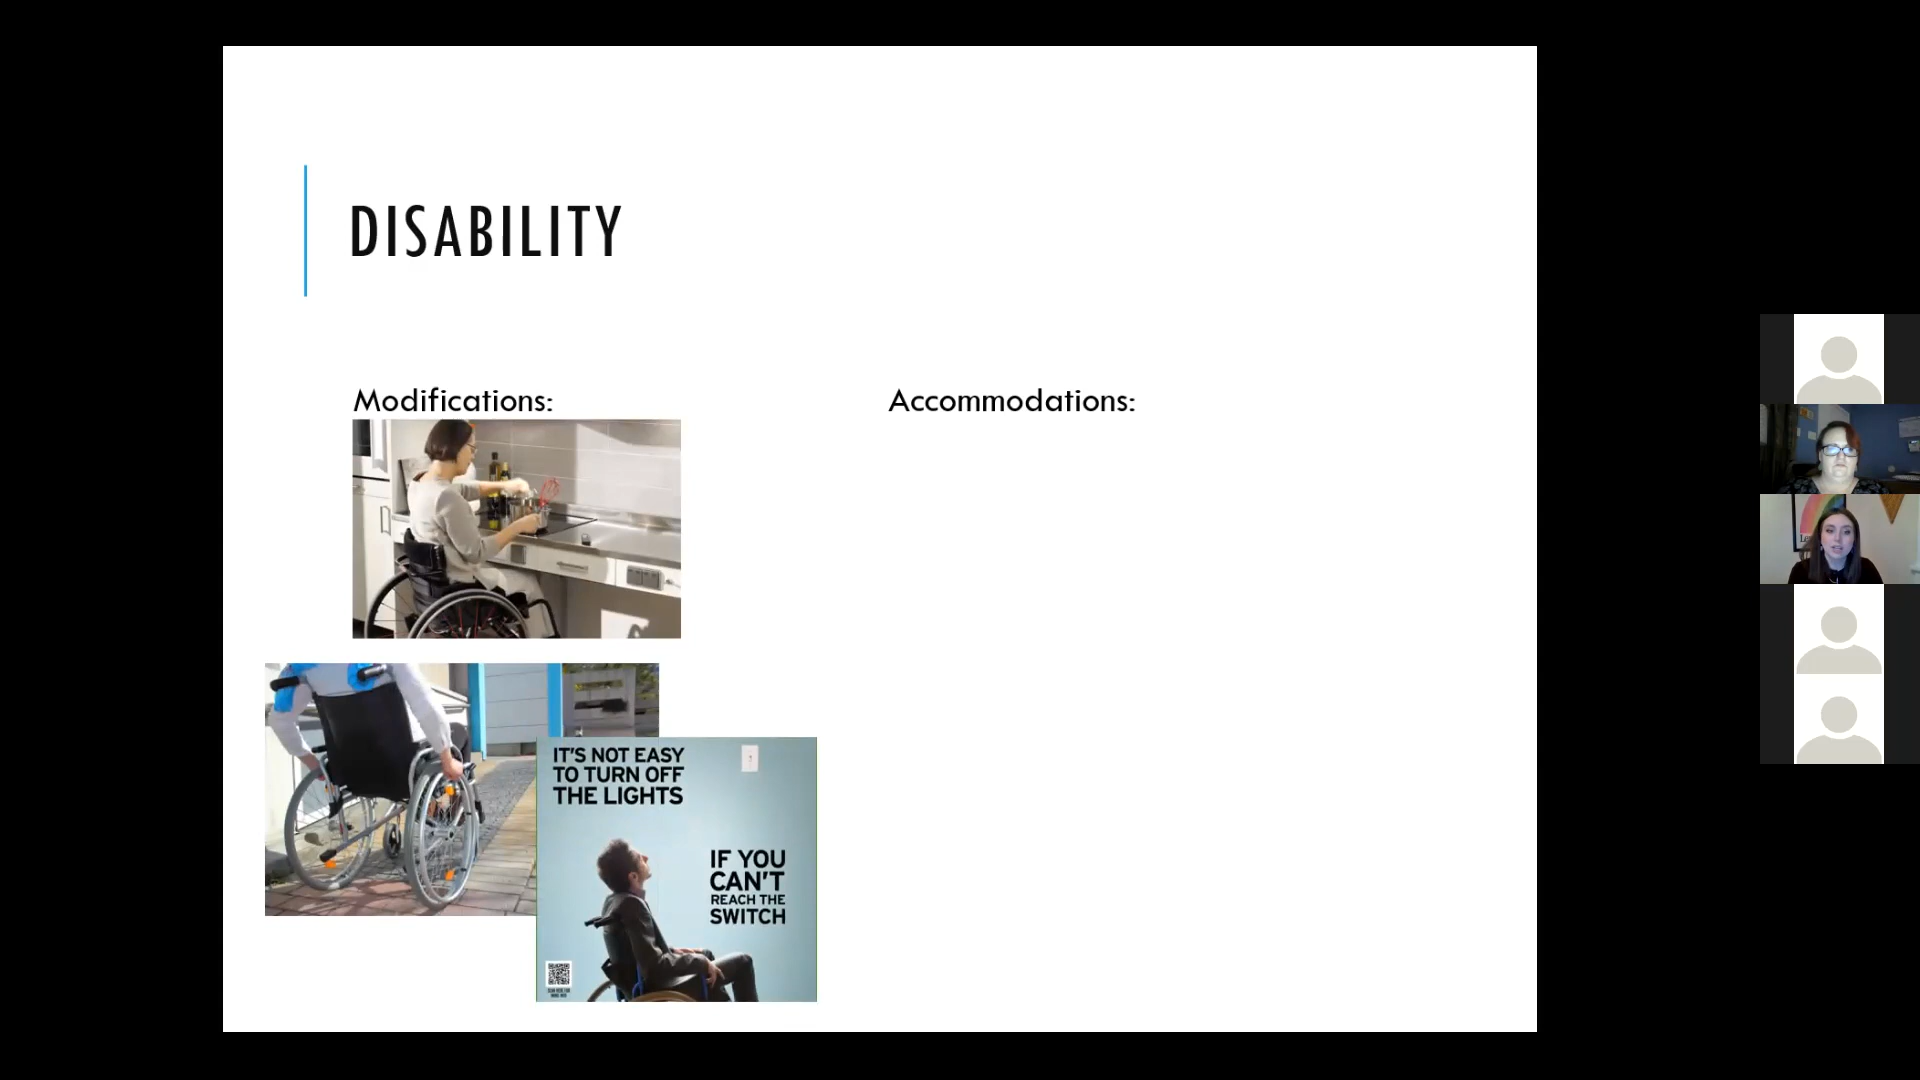 DISABILITY
Modifications:
Accommodations:
IT'S NOT EASY
TO TURN OFF
THE LIGHTS
IF YOU
CAN'T
REACH THE
SWITCH